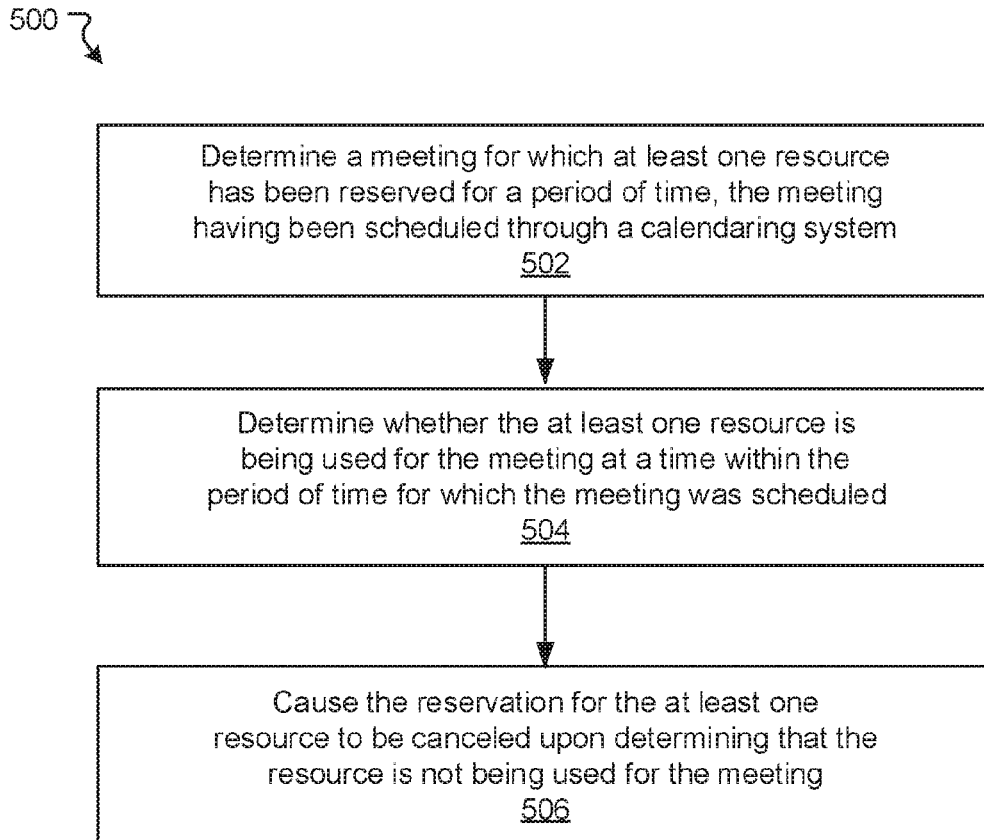 500
Determine a meeting for which at least one resource
has been reserved for a period of time, the meeting
having been scheduled through a calendaring system
502
Determine whether the at least one resource is
being used for the meeting at a time within the
period of time for which the meeting was scheduled
504
Cause the reservation for the at least one
resource to be canceled upon determining that the
resource is not being used for the meeting
506